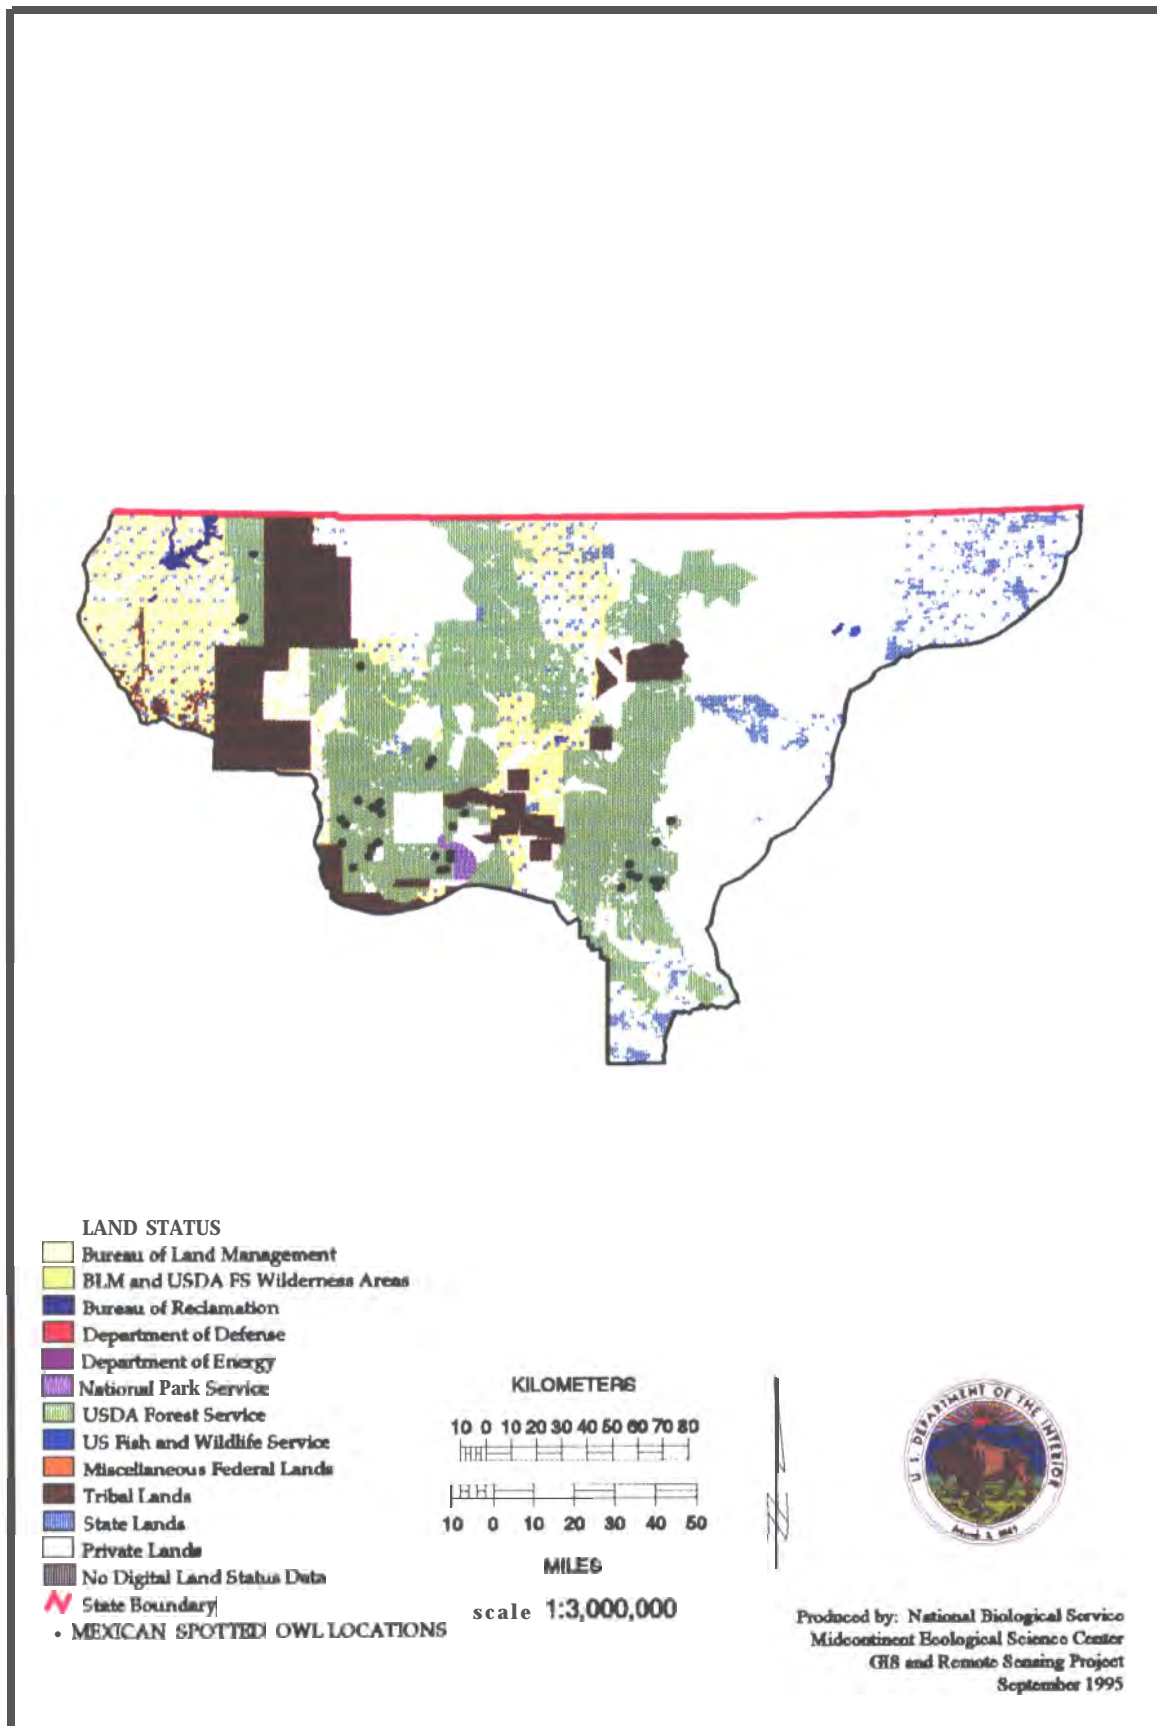 LAND STATUS
Bureau of Land Management
BLM and USDA FS Wilderness Areas
Bureau of Reclamation
Department of Defense
Department of Energy
National Park Service
USDA Forest Service
US Fish and Wildlife Service
Miscellaneous Federal Lands
Tribal Lands
State Lands
Private Lands
No Digital Land Status Data
State Boundary
• MEXICAN SPOTTED OWL LOCATIONS
KILOMETERS
10 0 10 20 30 40 50 60 70 80
10 0 10 20 30 40 50
MILES
scale 1:3,000,000
N
U.S. DEPARTMENT OF THE INTERIOR
March 3, 1849
Produced by: National Biological Service
Midcontinent Ecological Science Center
GIS and Remote Sensing Project
September 1995